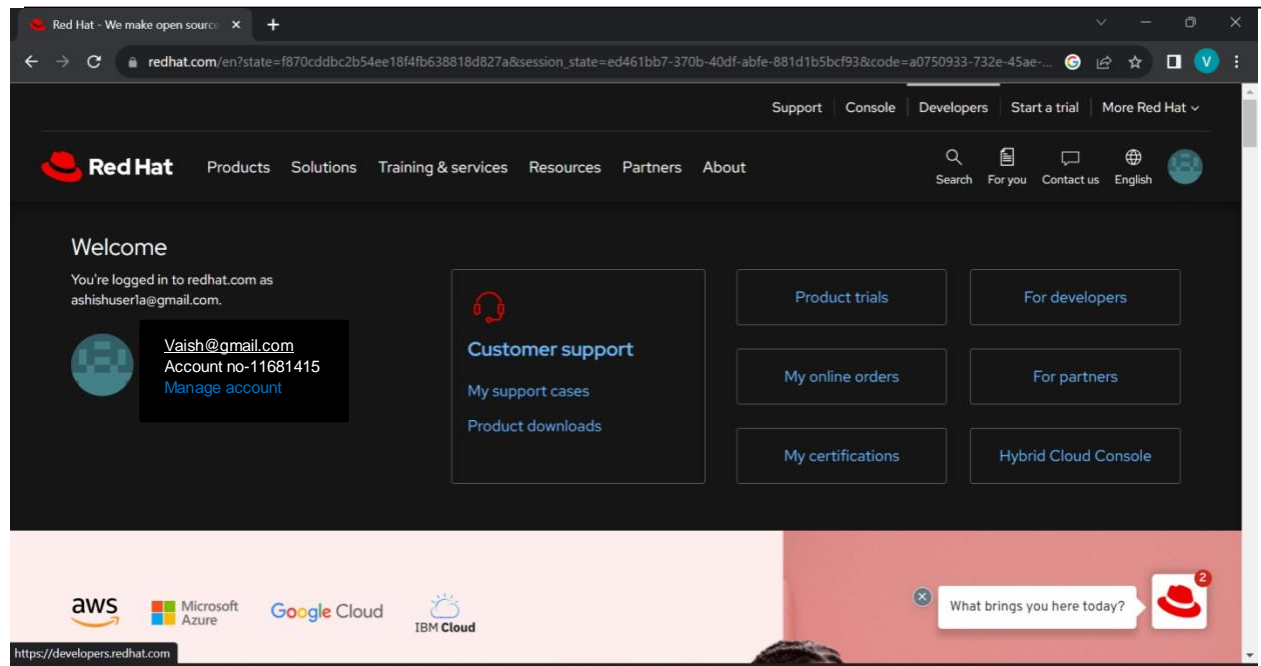 Red Hat - We make open source
redhat.com/en?state=f870cddbc2b54ee18f4fb638818d827a&session_state=ed461bb7-370b-40df-abfe-881d1b5bcf93&code=a0750933-732e-45ae-...
V
Support
Console
Developers
Start a trial
More Red Hat
Red Hat
Products
Solutions
Training & services
Resources
Partners
About
Search
For you
Contact us
English
Welcome
You're logged in to redhat.com as
ashishuser1a@gmail.com.
Vaish@gmail.com
Account no-11681415
Manage account
Customer support
My support cases
Product downloads
Product trials
For developers
My online orders
For partners
My certifications
Hybrid Cloud Console
aws
Microsoft
Azure
Google Cloud
IBM Cloud
What brings you here today?
2
https://developers.redhat.com